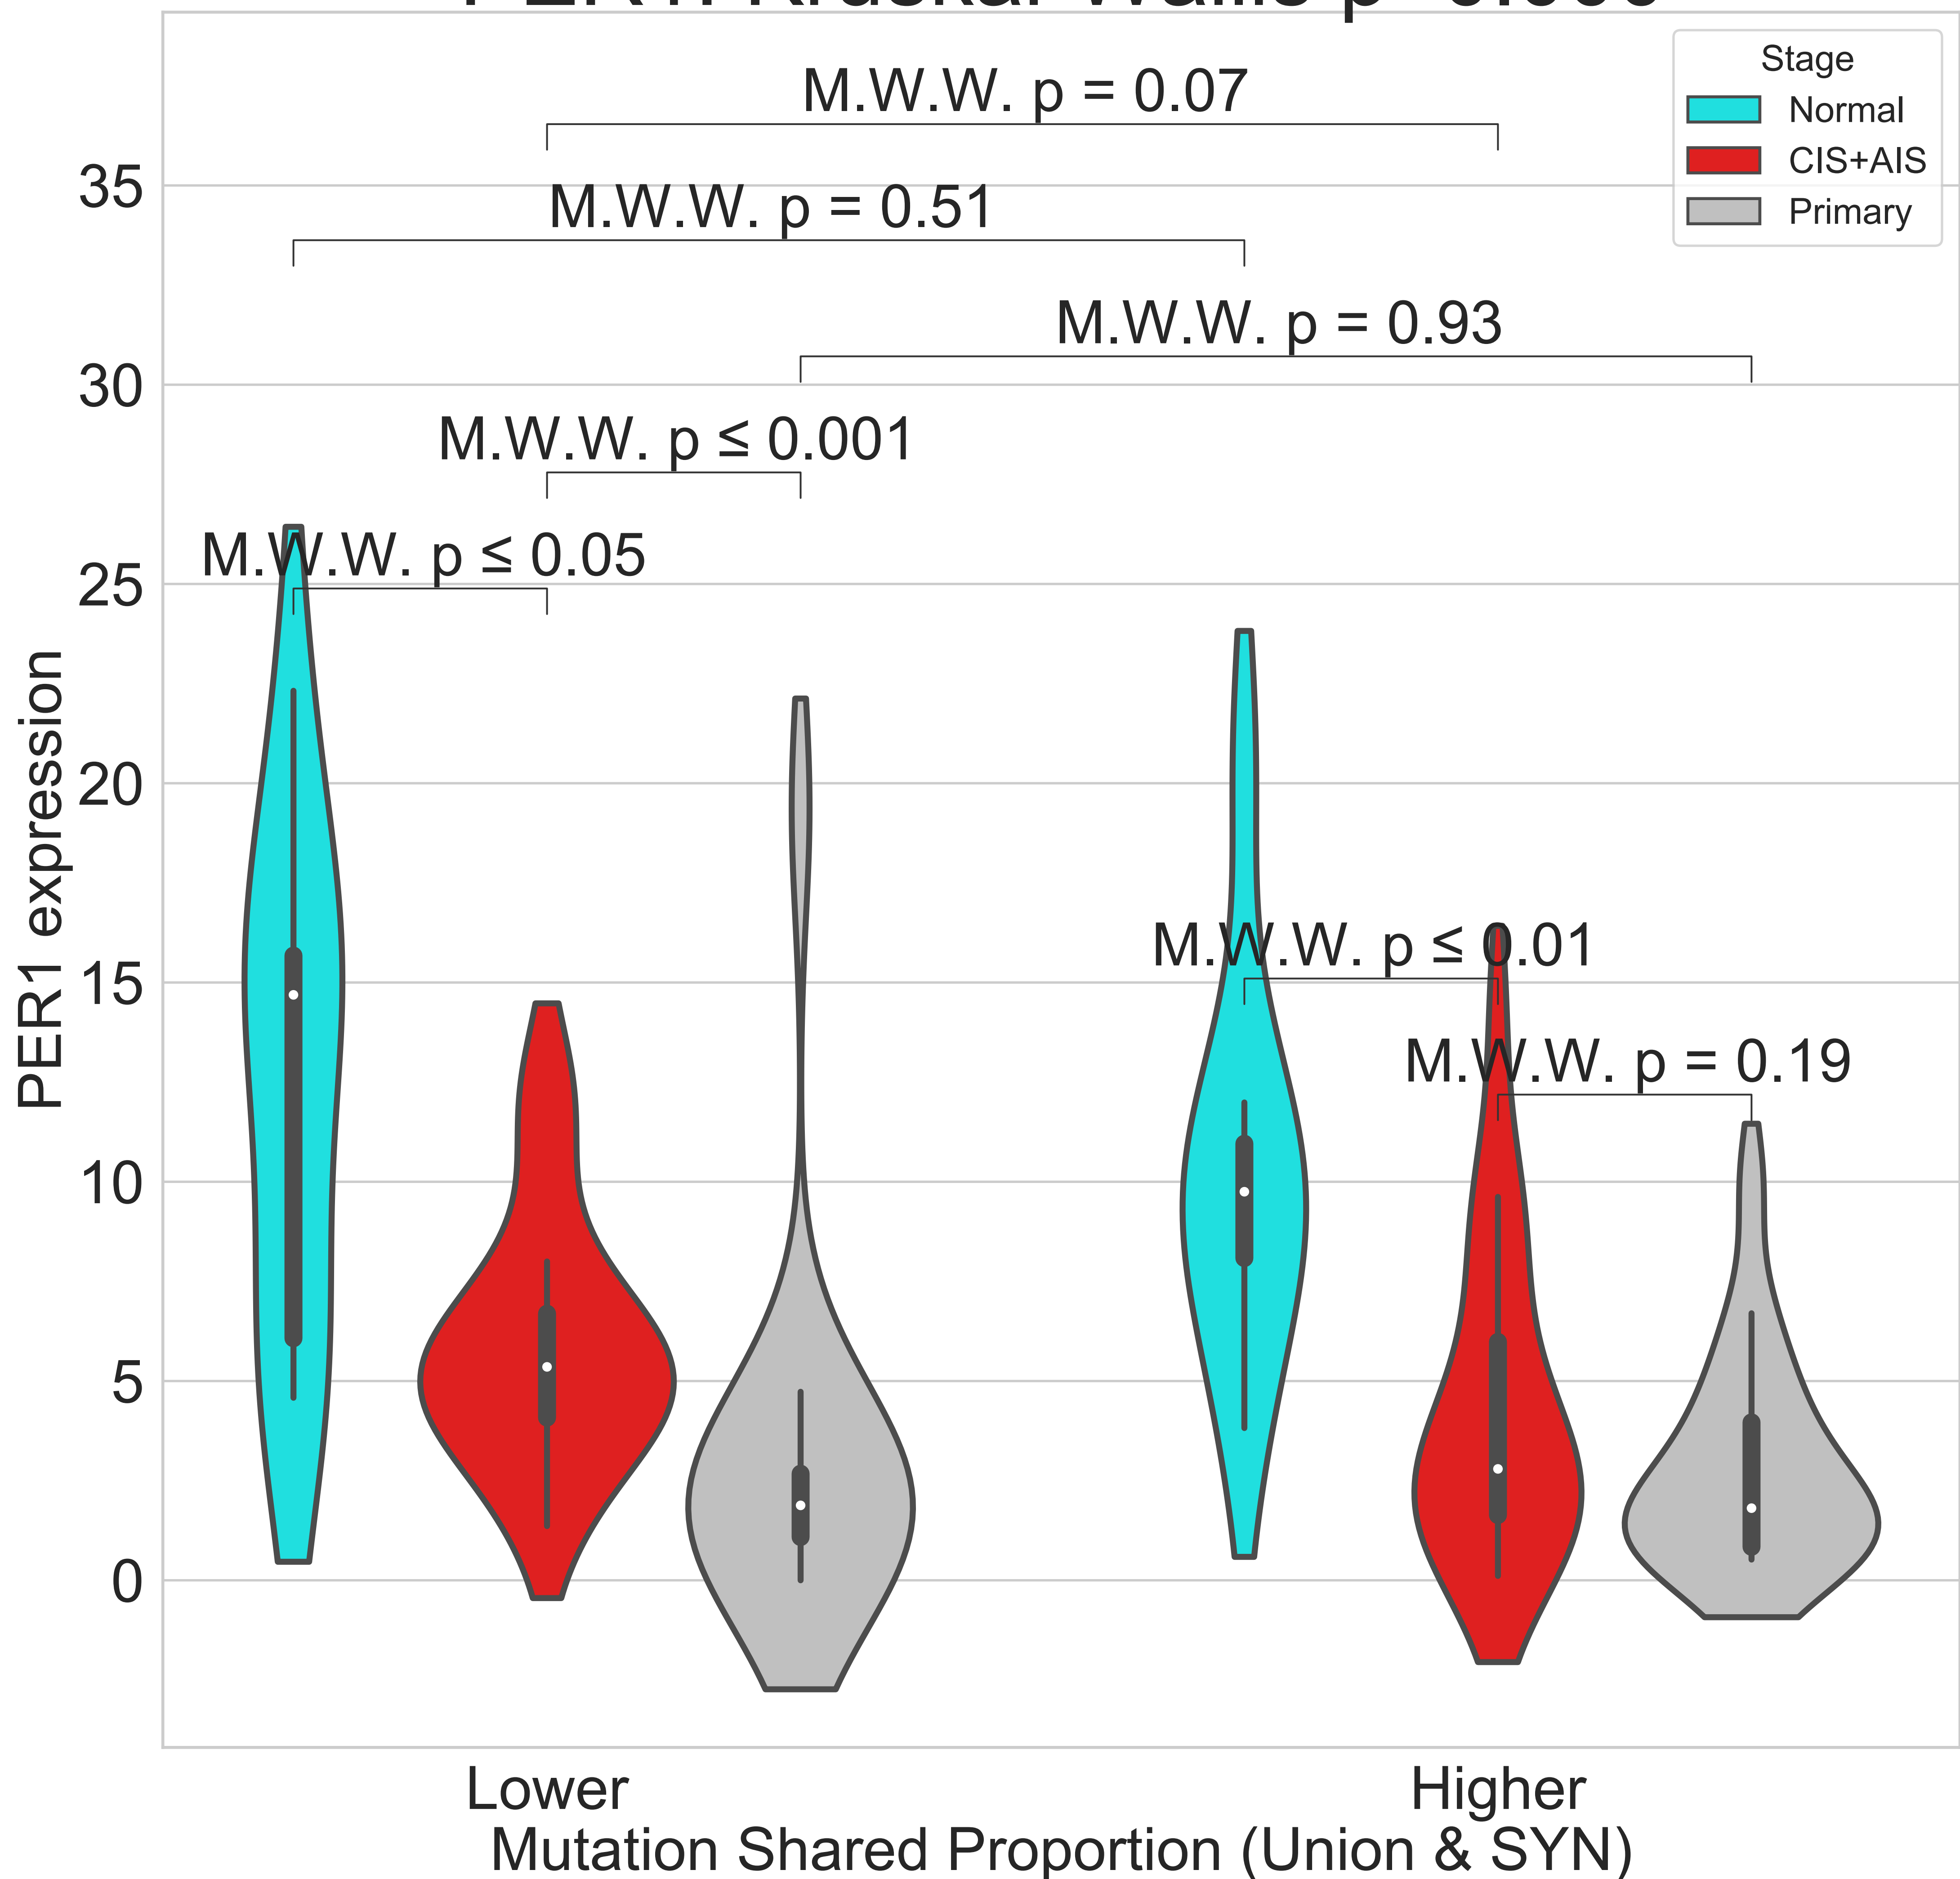 Stage
Normal
CIS+AIS
Primary
M.W.W. p = 0.07
M.W.W. p = 0.51
M.W.W. p = 0.93
M.W.W. p ≤ 0.001
M.W.W. p ≤ 0.05
M.W.W. p ≤ 0.01
M.W.W. p = 0.19
35
30
25
20
15
10
5
0
PER1 expression
Lower
Higher
Mutation Shared Proportion (Union & SYN)